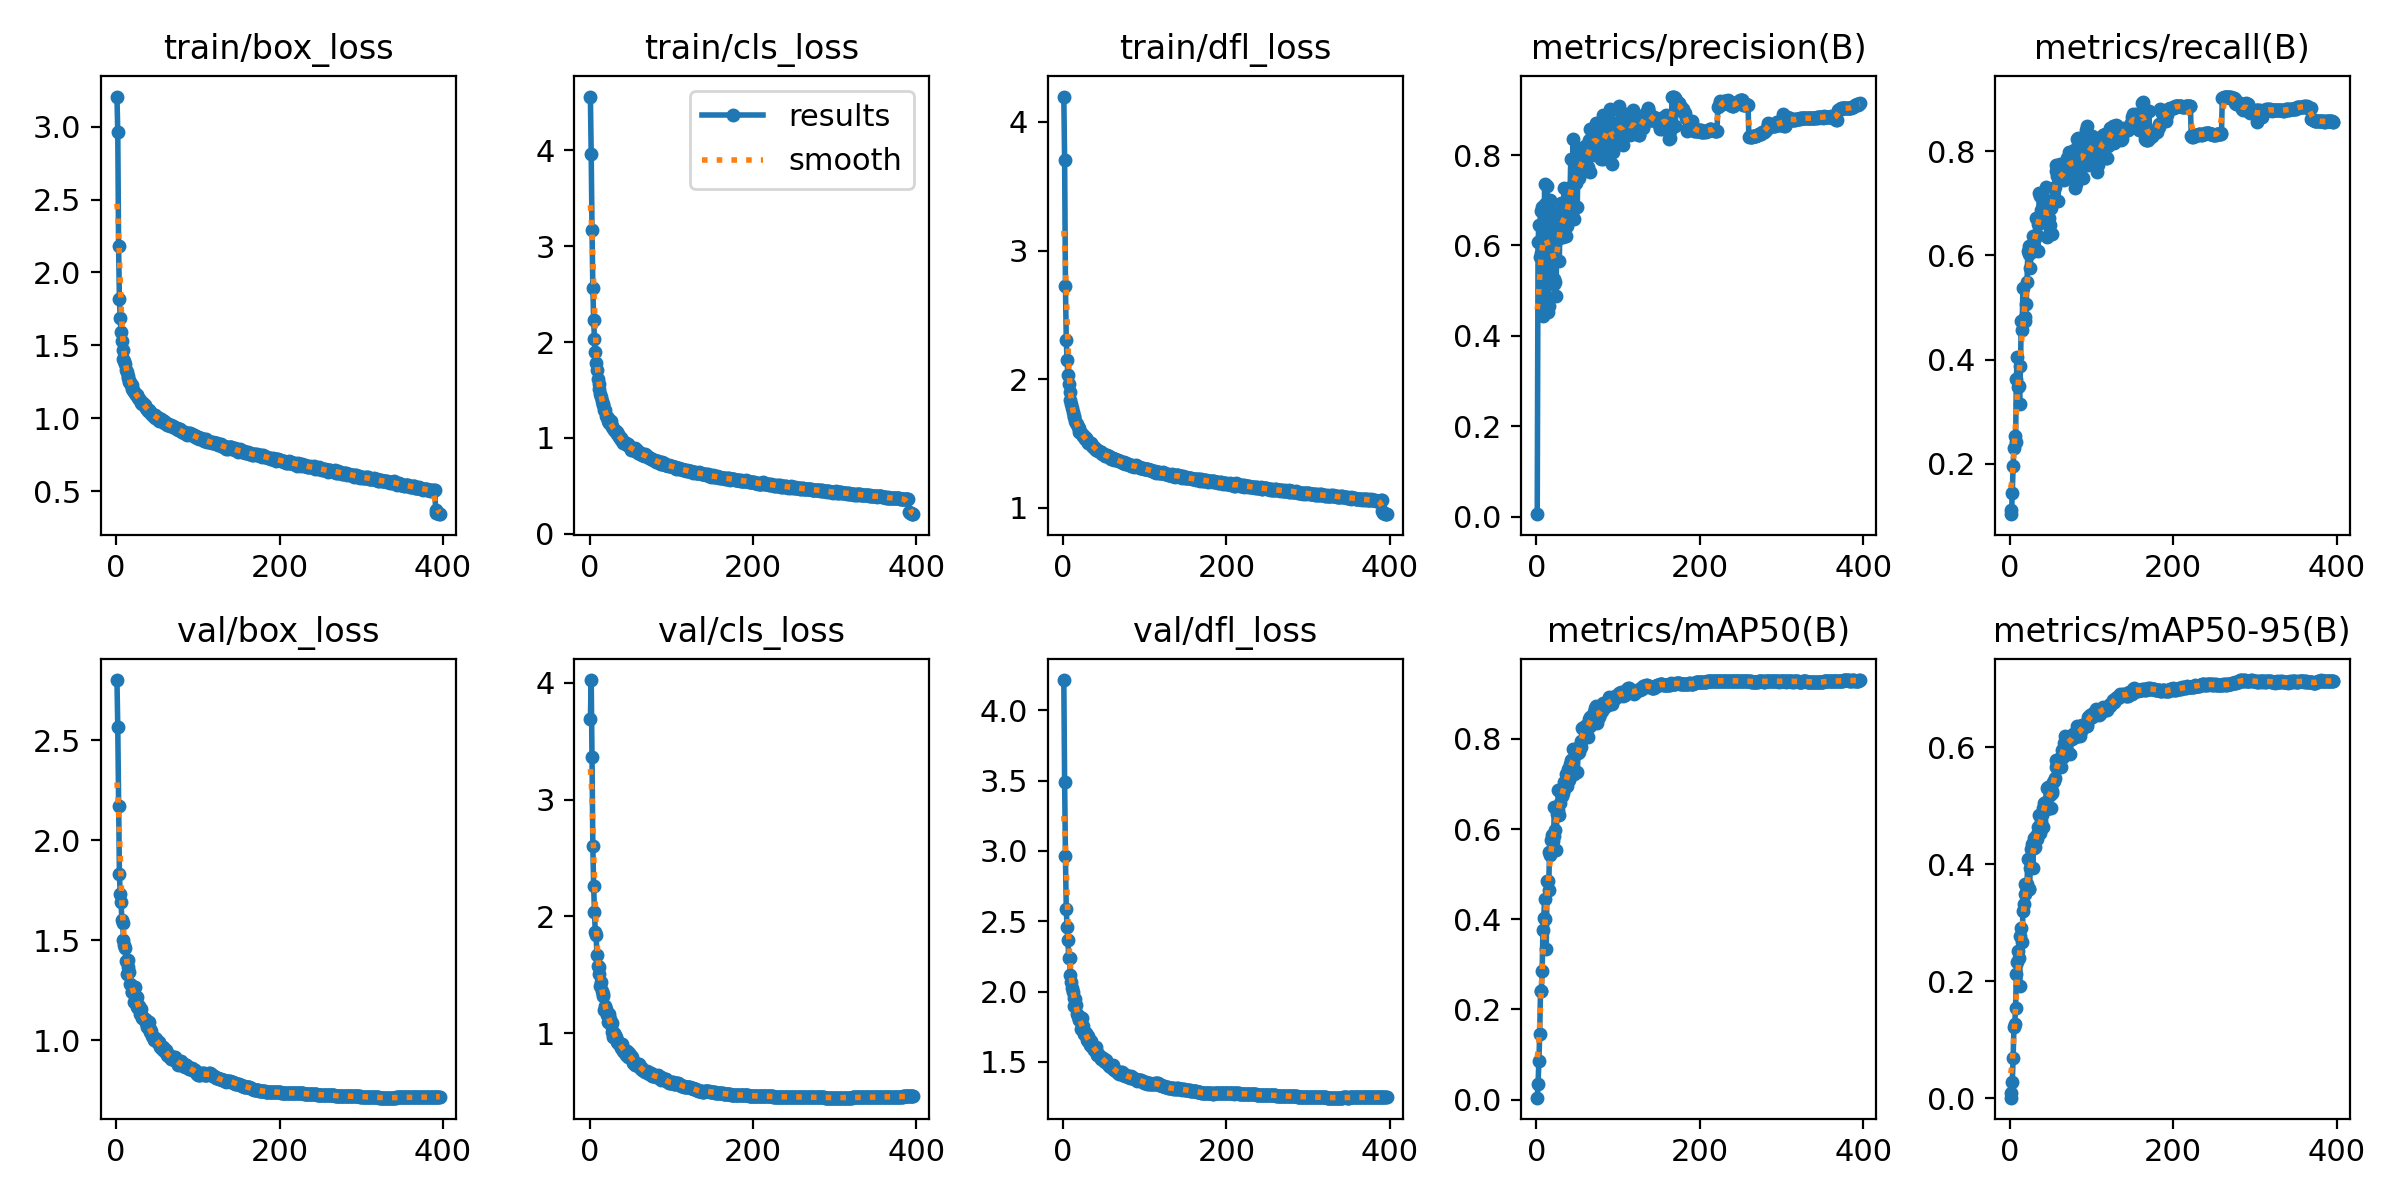 train/box_loss
3.0
2.5
2.0
1.5
1.0
0.5
0 200 400
train/cls_loss
results
smooth
4
3
2
1
0
0 200 400
train/dfl_loss
4
3
2
1
0 200 400
metrics/precision(B)
0.8
0.6
0.4
0.2
0.0
0 200 400
metrics/recall(B)
0.8
0.6
0.4
0.2
0 200 400
val/box_loss
2.5
2.0
1.5
1.0
0 200 400
val/cls_loss
4
3
2
1
0 200 400
val/dfl_loss
4.0
3.5
3.0
2.5
2.0
1.5
0 200 400
metrics/mAP50(B)
0.8
0.6
0.4
0.2
0.0
0 200 400
metrics/mAP50-95(B)
0.6
0.4
0.2
0.0
0 200 400